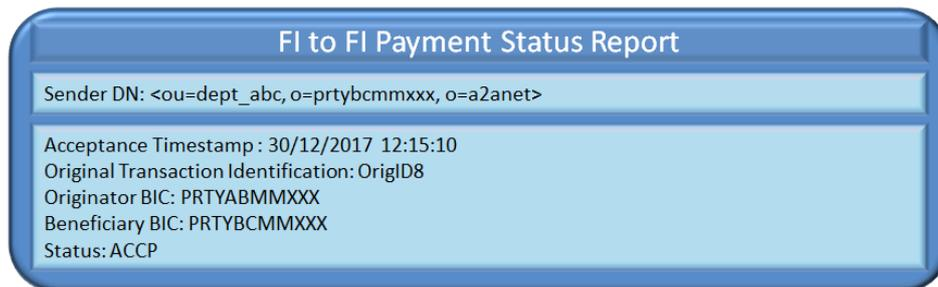 FI to FI Payment Status Report
Sender DN: <ou=dept_abc, o=prtybcmmxxx, o=a2anet>
Acceptance Timestamp : 30/12/2017 12:15:10
Original Transaction Identification: OrigID8
Originator BIC: PRTYABMMXXX
Beneficiary BIC: PRTYBCMMXXX
Status: ACCP